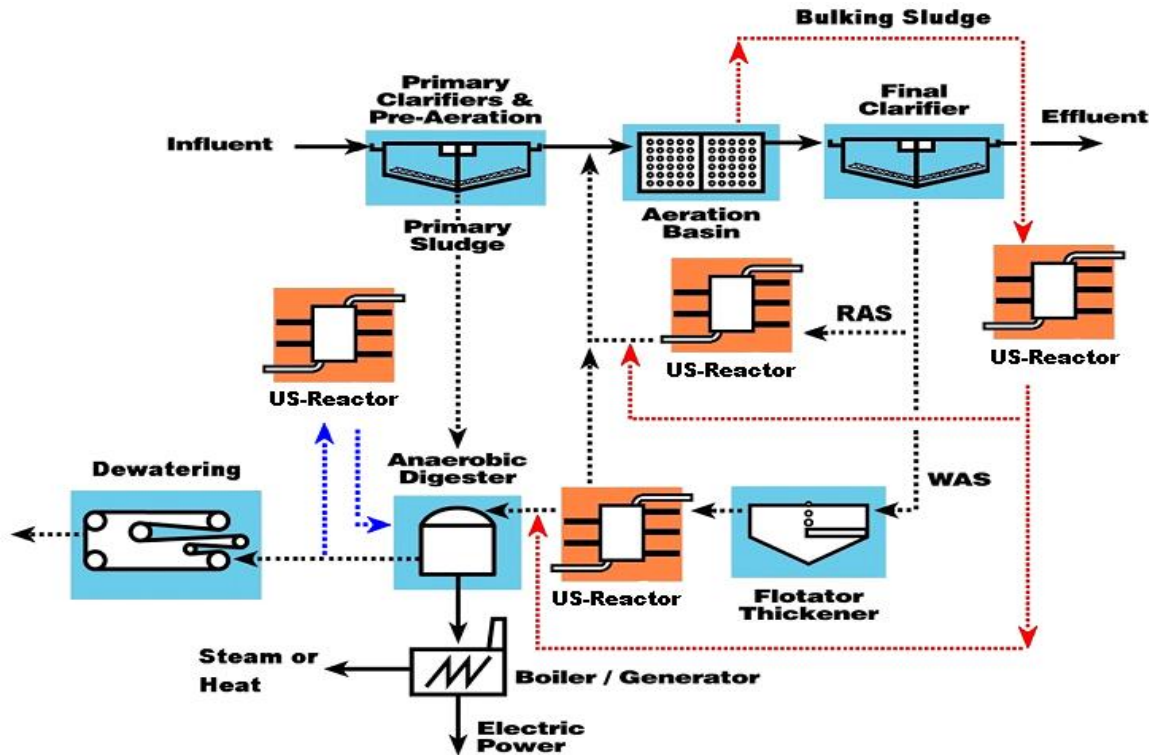 Bulking Sludge
Primary
Clarifiers &
Pre-Aeration
Final
Clarifier
Influent
Effluent
Primary
Sludge
Aeration
Basin
RAS
US-Reactor
US-Reactor
US-Reactor
Dewatering
Anaerobic
Digester
WAS
US-Reactor
Flotator
Thickener
Steam or
Heat
Boiler / Generator
Electric
Power